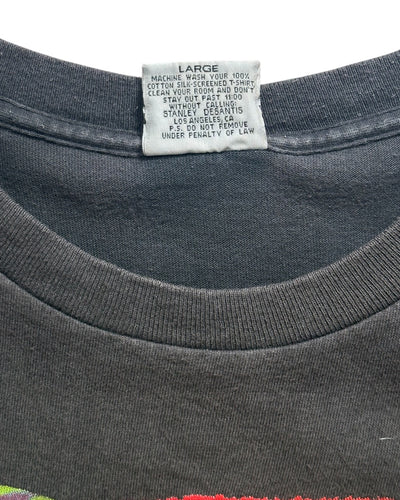 LARGE
MACHINE WASH YOUR 100%
COTTON SILK-SCREENED T-SHIRT
CLEAN YOUR ROOM AND DON'T
STAY OUT PAST 11:00
WITHOUT CALLING:
STANLEY DESANTIS
LOS ANGELES, CA
P.S. DO NOT REMOVE
UNDER PENALTY OF LAW